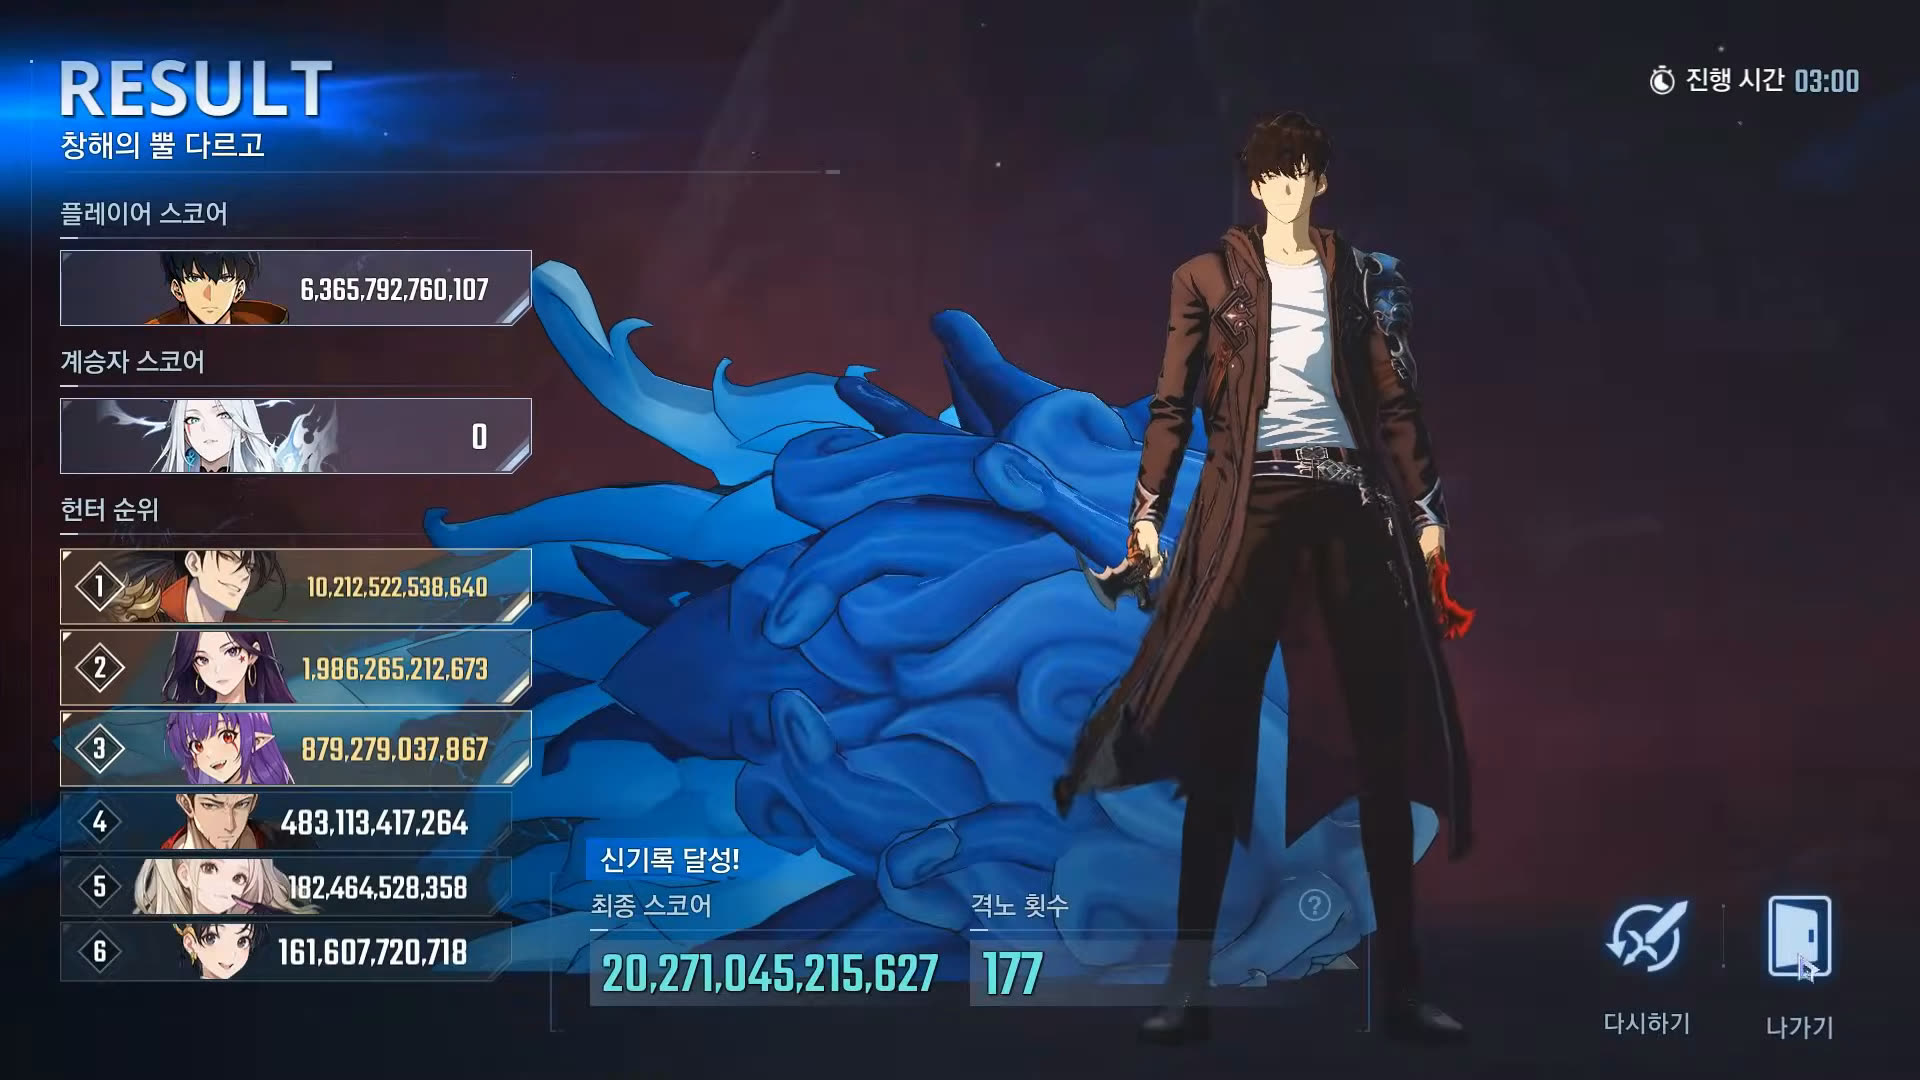 RESULT
창해의 뿔 다르고
진행 시간 03:00
플레이어 스코어
6,365,792,760,107
계승자 스코어
0
헌터 순위
1 10,212,522,538,640
2 1,986,265,212,673
3 879,279,037,867
4 483,113,417,264
5 182,464,528,358
6 161,607,720,718
신기록 달성!
최종 스코어
20,271,045,215,627
격노 횟수
?
177
다시하기
나가기